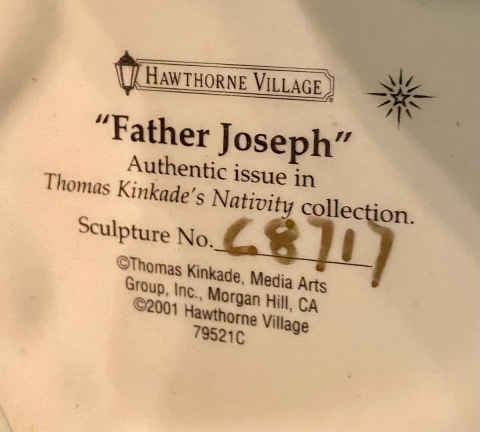 HAWTHORNE VILLAGE
"Father Joseph"
Authentic issue in
Thomas Kinkade's Nativity collection.
Sculpture No. C8717
©Thomas Kinkade, Media Arts
Group, Inc., Morgan Hill, CA
©2001 Hawthorne Village
79521C